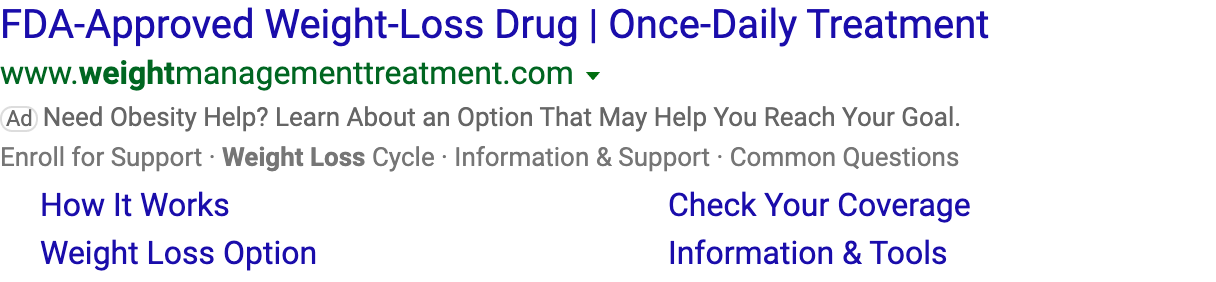 FDA-Approved Weight-Loss Drug | Once-Daily Treatment
www.weightmanagementtreatment.com
Ad Need Obesity Help? Learn About an Option That May Help You Reach Your Goal.
Enroll for Support · Weight Loss Cycle · Information & Support · Common Questions
How It Works Check Your Coverage
Weight Loss Option Information & Tools